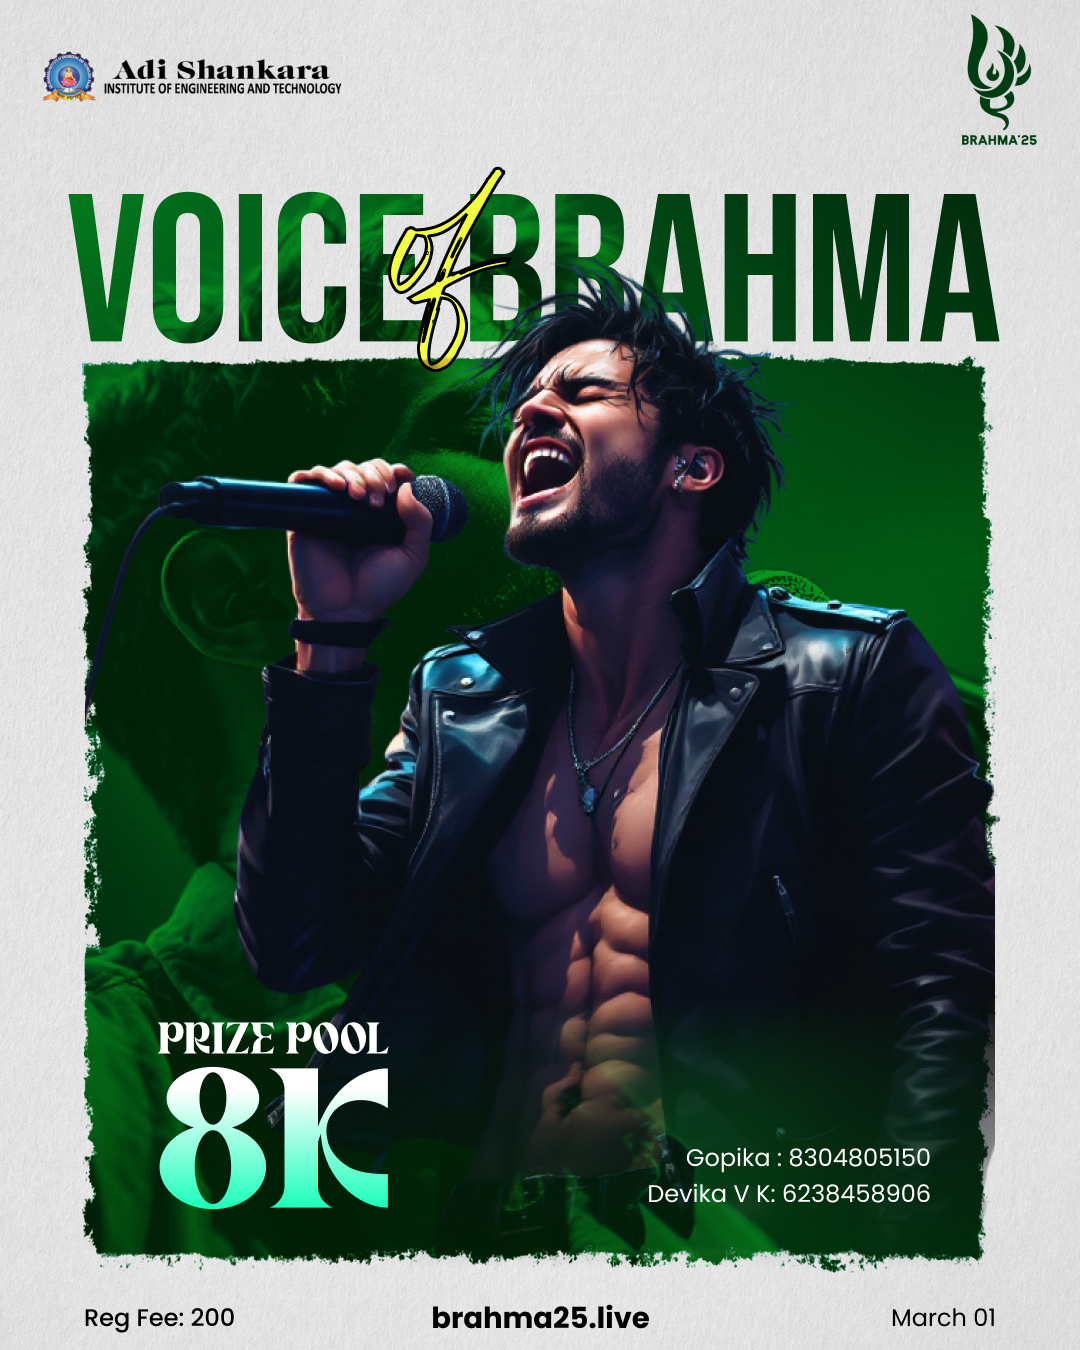 Adi Shankara
INSTITUTE OF ENGINEERING AND TECHNOLOGY
BRAHMA'25
VOICE of BRAHMA
PRIZE POOL
8K
Gopika : 8304805150
Devika V K: 6238458906
Reg Fee: 200
brahma25.live
March 01